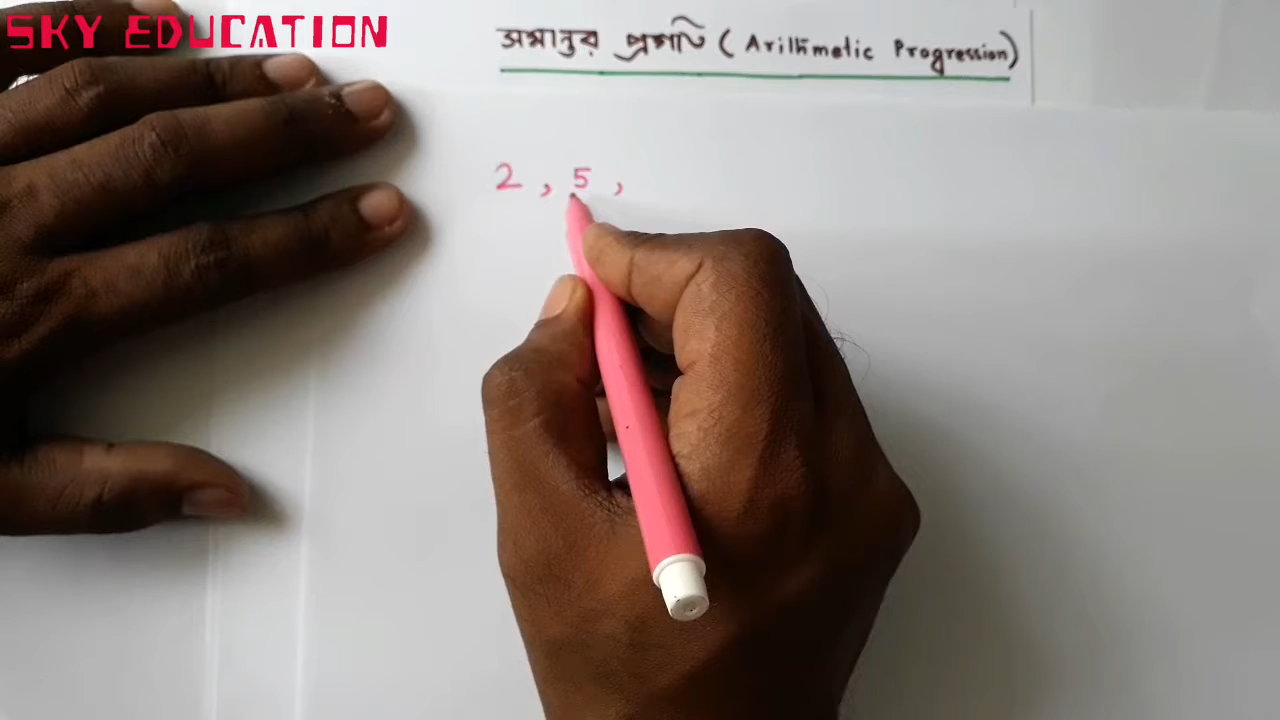 SKY EDUCATION
সমান্তর প্রগতি (Arithmetic Progression)
2, 5,